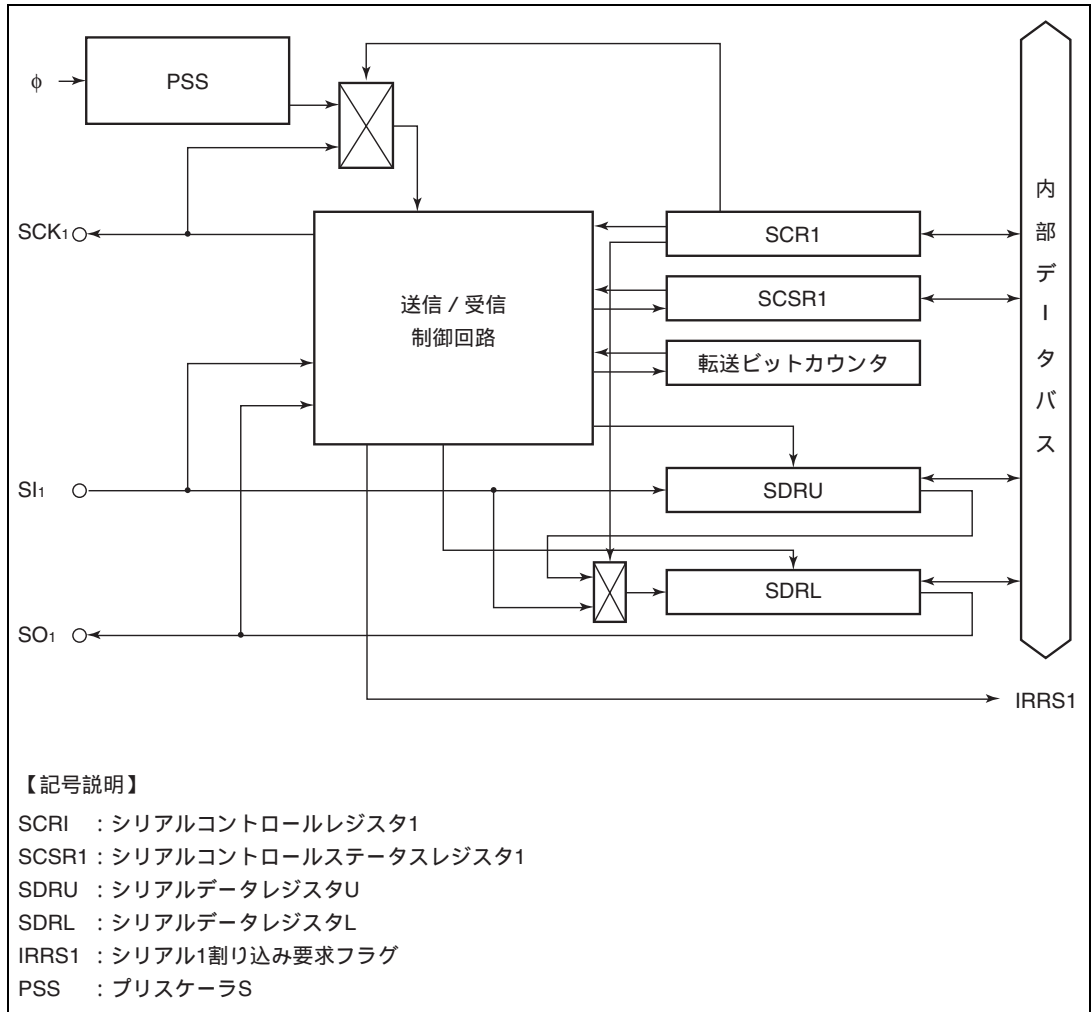 φ
PSS
SCK1
送信 / 受信
制御回路
SCR1
SCSR1
転送ビットカウンタ
SI1
SDRU
SDRL
SO1
IRRS1
内部データバス
【記号説明】
SCRI :シリアルコントロールレジスタ1
SCSR1:シリアルコントロールステータスレジスタ1
SDRU :シリアルデータレジスタU
SDRL :シリアルデータレジスタL
IRRS1 :シリアル1割り込み要求フラグ
PSS :プリスケーラS